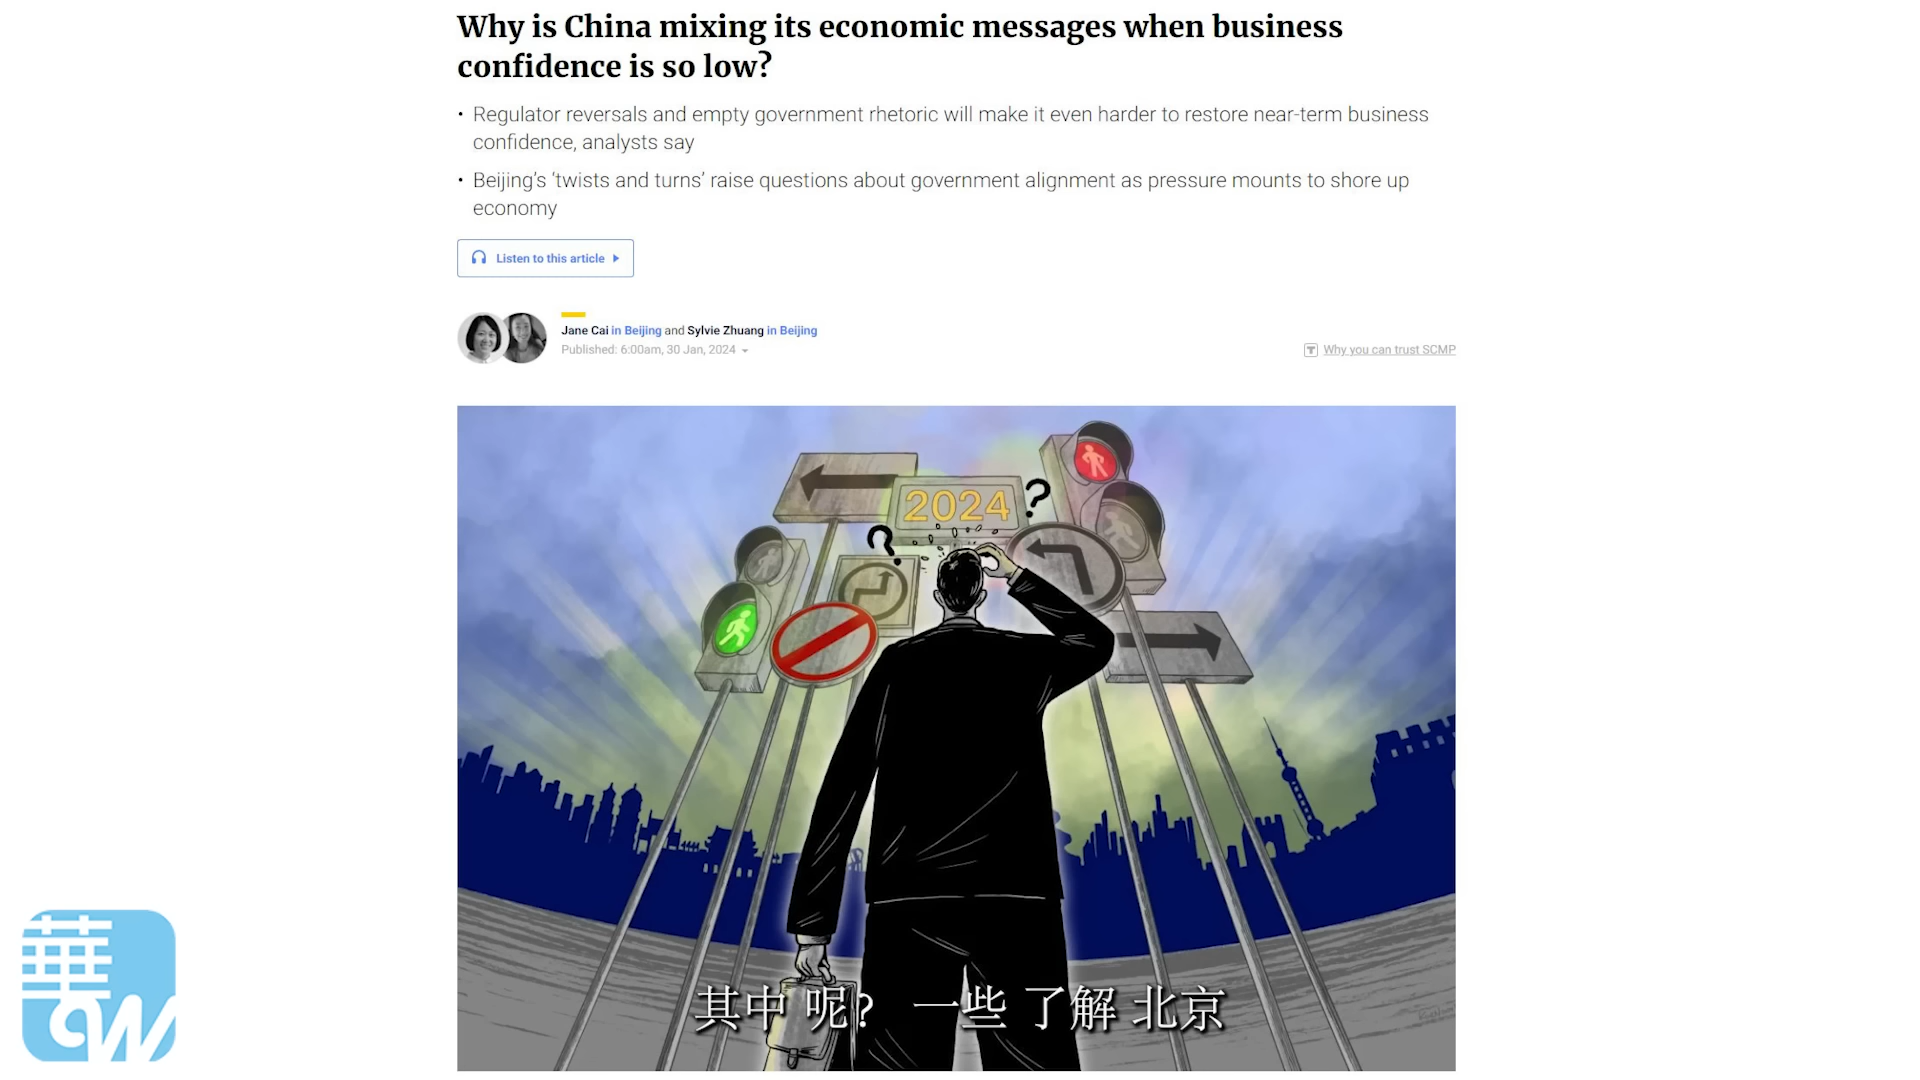 Why is China mixing its economic messages when business
confidence is so low?
• Regulator reversals and empty government rhetoric will make it even harder to restore near-term business
confidence, analysts say
• Beijing’s ‘twists and turns’ raise questions about government alignment as pressure mounts to shore up
economy
Listen to this article
Jane Cai in Beijing and Sylvie Zhuang in Beijing
Published: 6:00am, 30 Jan, 2024
Why you can trust SCMP
2024
?
?
其中 呢? 一些 了解 北京
華